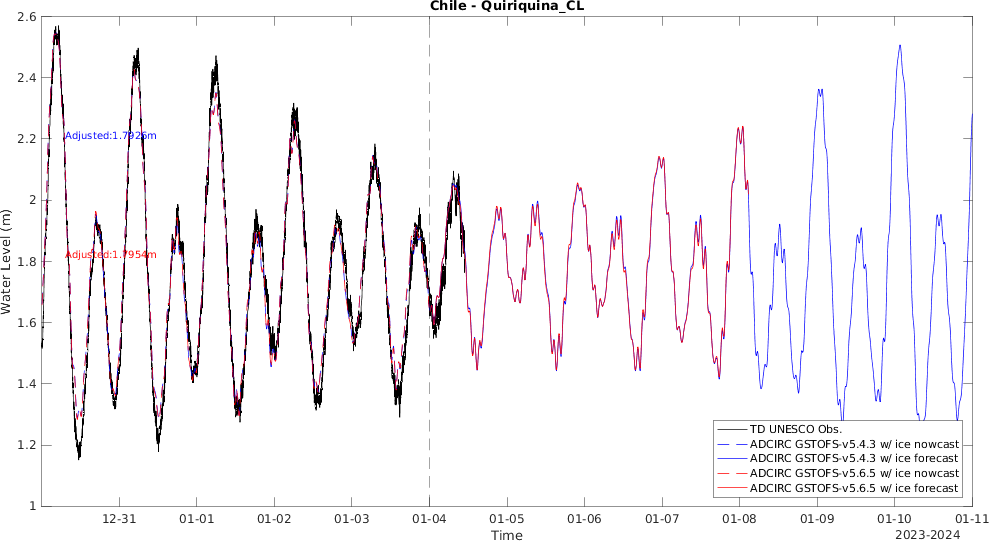 Chile - Quiriquina_CL
2.6
2.4
2.2
2
1.8
1.6
1.4
1.2
1
Water Level (m)
Adjusted:1.7926m
Adjusted:1.7954m
TD UNESCO Obs.
ADCIRC GSTOFS-v5.4.3 w/ ice nowcast
ADCIRC GSTOFS-v5.4.3 w/ ice forecast
ADCIRC GSTOFS-v5.6.5 w/ ice nowcast
ADCIRC GSTOFS-v5.6.5 w/ ice forecast
12-31 01-01 01-02 01-03 01-04 01-05 01-06 01-07 01-08 01-09 01-10 01-11
Time
2023-2024